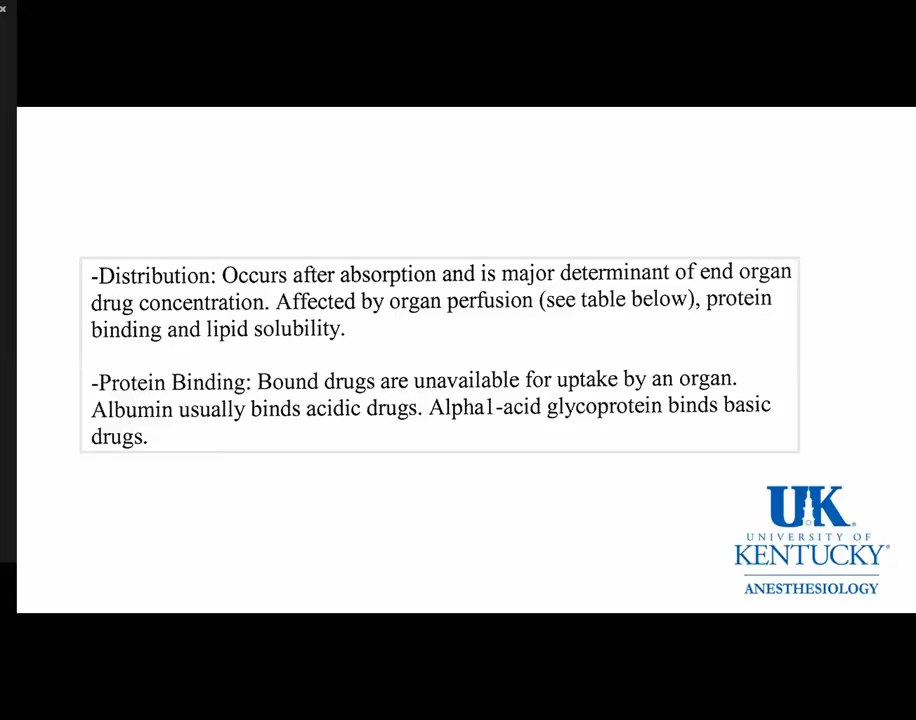 -Distribution: Occurs after absorption and is major determinant of end organ
drug concentration. Affected by organ perfusion (see table below), protein
binding and lipid solubility.
-Protein Binding: Bound drugs are unavailable for uptake by an organ.
Albumin usually binds acidic drugs. Alpha1-acid glycoprotein binds basic
drugs.
UK
UNIVERSITY OF
KENTUCKY®
ANESTHESIOLOGY